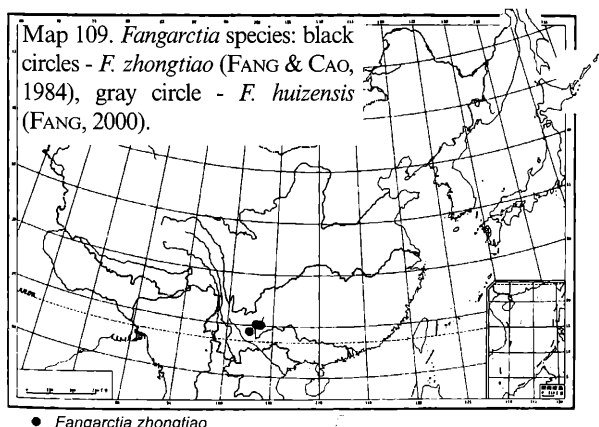 Map 109. Fangarctia species: black
circles - F. zhongtiao (FANG & CAO,
1984), gray circle - F. huizensis
(FANG, 2000).
● Fangarctia zhongtiao